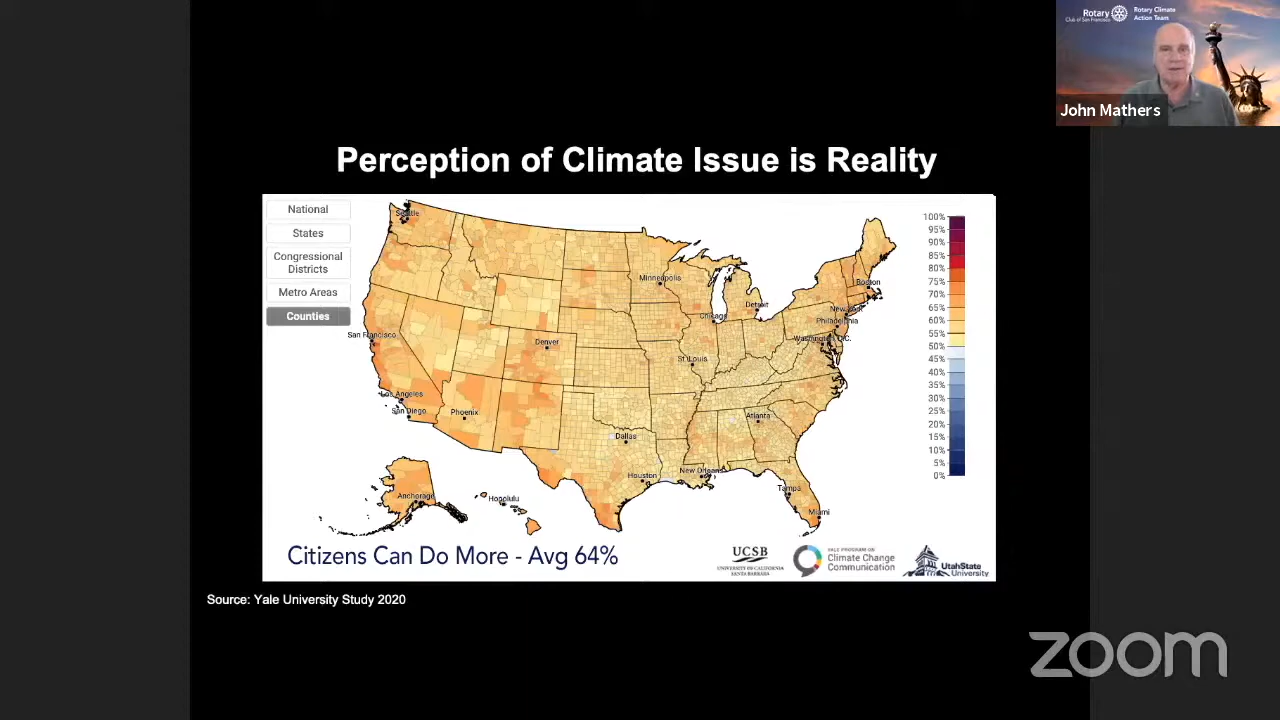 Rotary
Club of San Francisco
Rotary Climate
Action Team
John Mathers
Perception of Climate Issue is Reality
National
States
Congressional
Districts
Metro Areas
Counties
Seattle
Minneapolis
Boston
Detroit
New York
Chicago
Philadelphia
San Francisco
Denver
Washington, D.C.
St. Louis
Los Angeles
San Diego
Phoenix
Atlanta
Dallas
Houston
New Orleans
Tampa
Miami
Anchorage
Honolulu
100%
95%
90%
85%
80%
75%
70%
65%
60%
55%
50%
45%
40%
35%
30%
25%
20%
15%
10%
5%
0%
Citizens Can Do More - Avg 64%
UCSB
UNIVERSITY OF CALIFORNIA
SANTA BARBARA
YALE PROGRAM ON
Climate Change
Communication
UtahState
University
Source: Yale University Study 2020
zoom